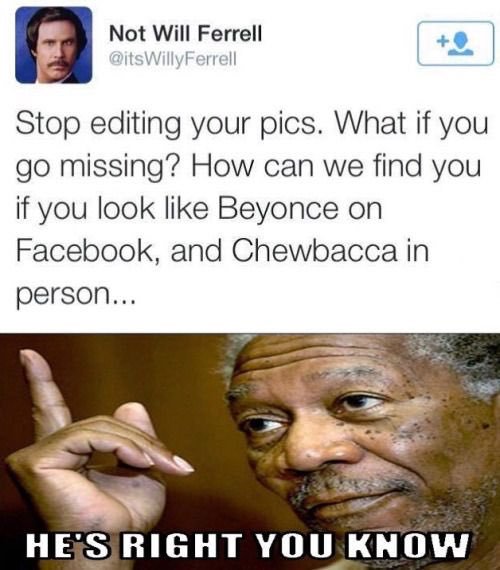 Not Will Ferrell
@itsWillyFerrell
Stop editing your pics. What if you
go missing? How can we find you
if you look like Beyonce on
Facebook, and Chewbacca in
person...
HE'S RIGHT YOU KNOW